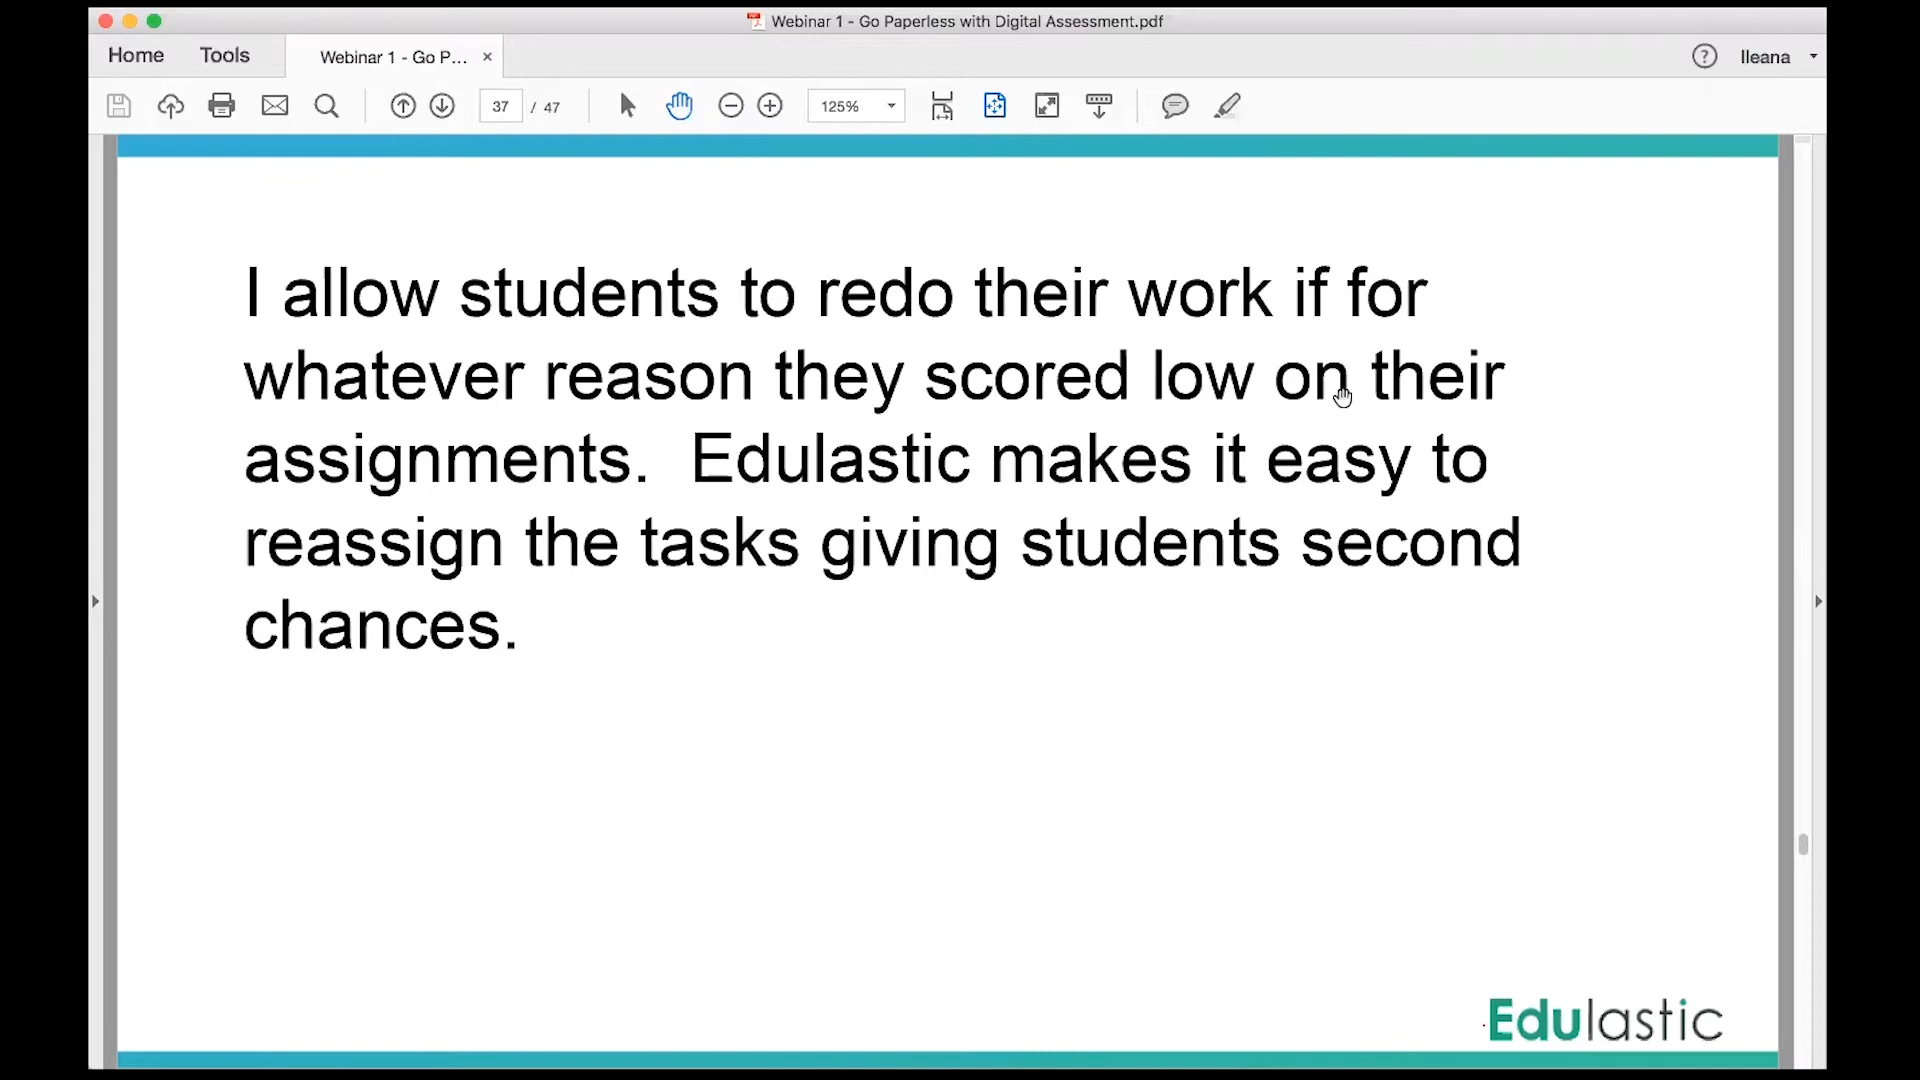 Webinar 1 - Go Paperless with Digital Assessment.pdf
Home Tools Webinar 1 - Go P... × ? Ileana
37 / 47 125%
I allow students to redo their work if for
whatever reason they scored low on their
assignments.  Edulastic makes it easy to
reassign the tasks giving students second
chances.
Edulastic